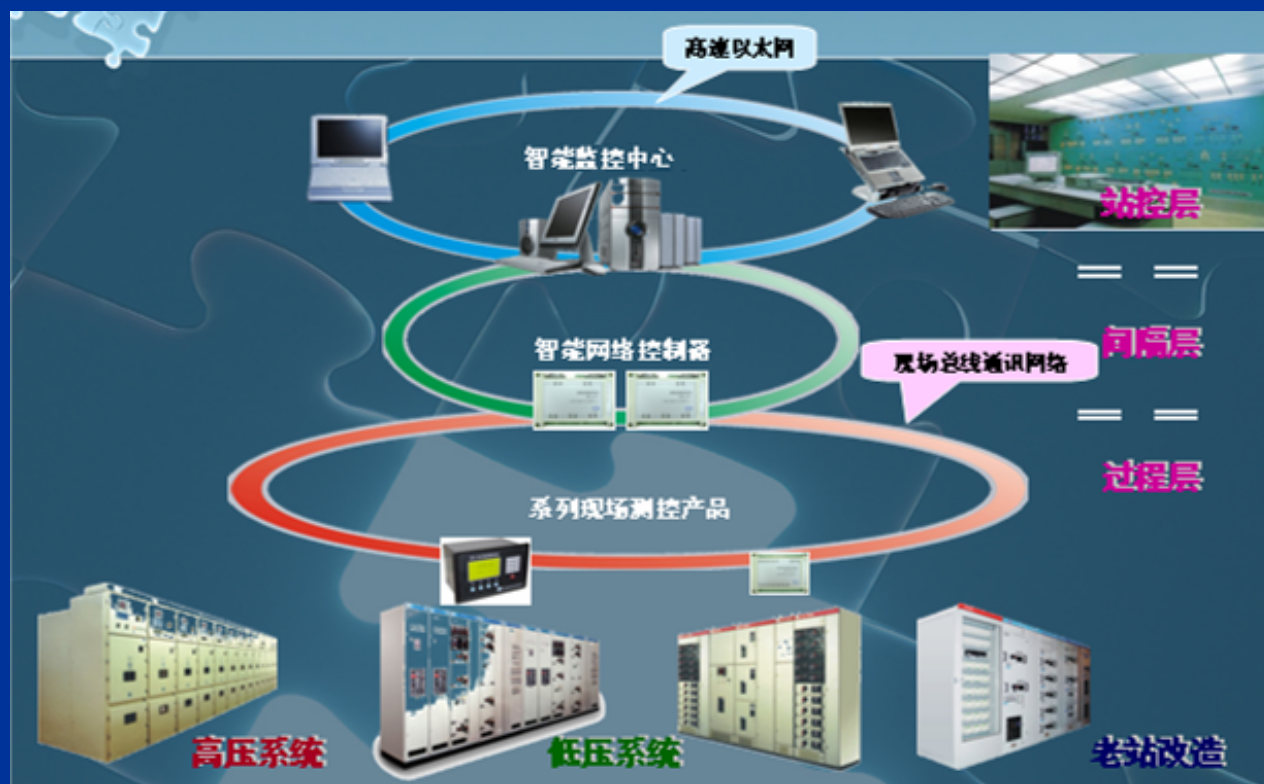 高速以太网
智能监控中心
站控层
智能网络控制器
间隔层
现场总线通讯网络
过程层
系列现场测控产品
高压系统
低压系统
老站改造